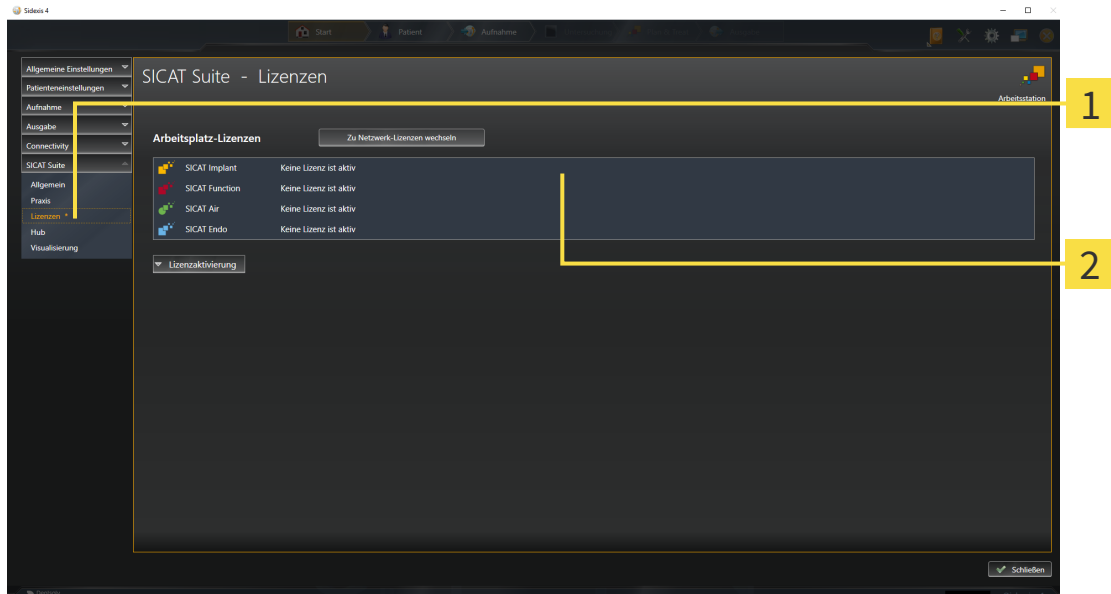 Sidexis 4
Start Patient Aufnahme
Allgemeine Einstellungen
Patienteneinstellungen
Aufnahme
Ausgabe
Connectivity
SICAT Suite
Allgemein
Praxis
Lizenzen *
Hub
Visualisierung
SICAT Suite - Lizenzen
Arbeitsstation
Arbeitsplatz-Lizenzen Zu Netzwerk-Lizenzen wechseln
SICAT Implant Keine Lizenz ist aktiv
SICAT Function Keine Lizenz ist aktiv
SICAT Air Keine Lizenz ist aktiv
SICAT Endo Keine Lizenz ist aktiv
Lizenzaktivierung
Schließen
1
2